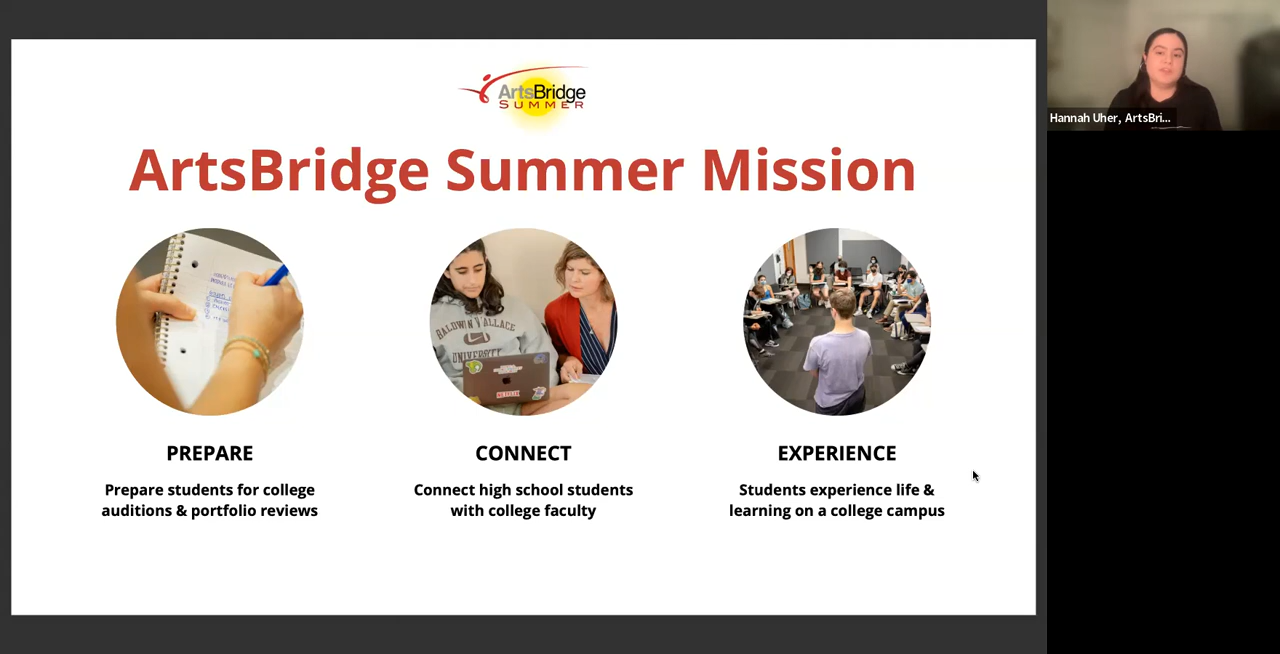 ArtsBridge
SUMMER
ArtsBridge Summer Mission
BALDWIN WALLACE
UNIVERSITY
PREPARE
CONNECT
EXPERIENCE
Prepare students for college
auditions & portfolio reviews
Connect high school students
with college faculty
Students experience life &
learning on a college campus
Hannah Uher, ArtsBri...